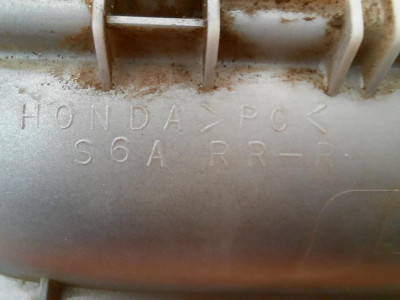 HONDA >PC<
S6A RR-R